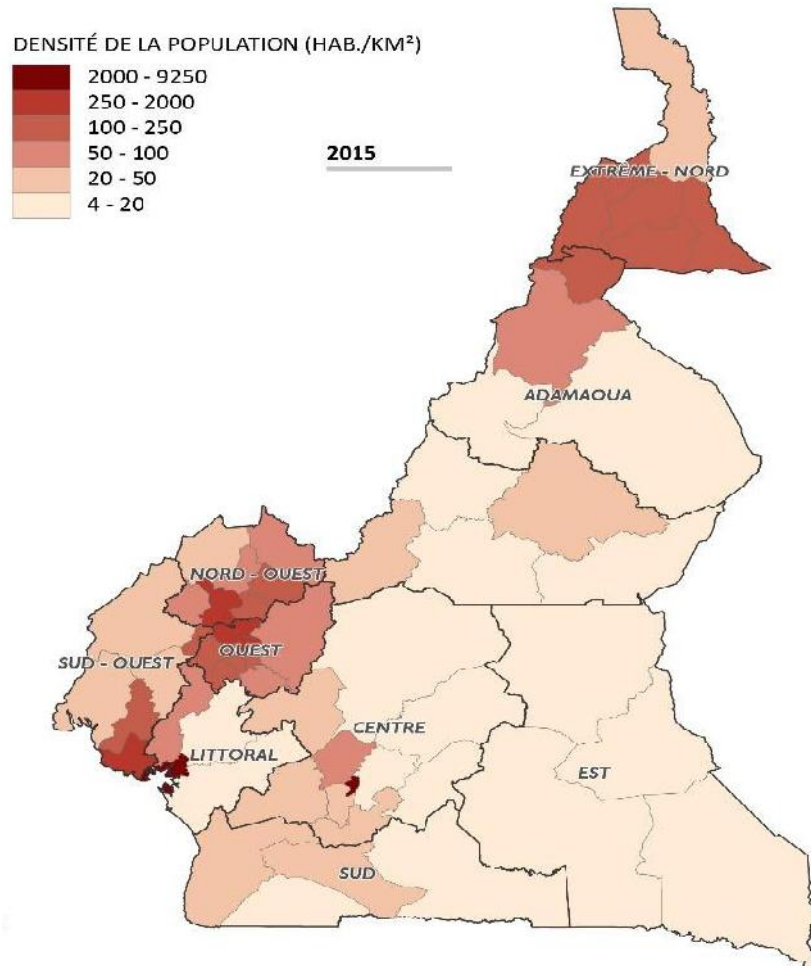 DENSITÉ DE LA POPULATION (HAB./KM²)
2000 - 9250
250 - 2000
100 - 250
50 - 100
20 - 50
4 - 20
2015
EXTRÊME - NORD
ADAMAOUA
NORD - OUEST
OUEST
SUD - OUEST
CENTRE
LITTORAL
EST
SUD